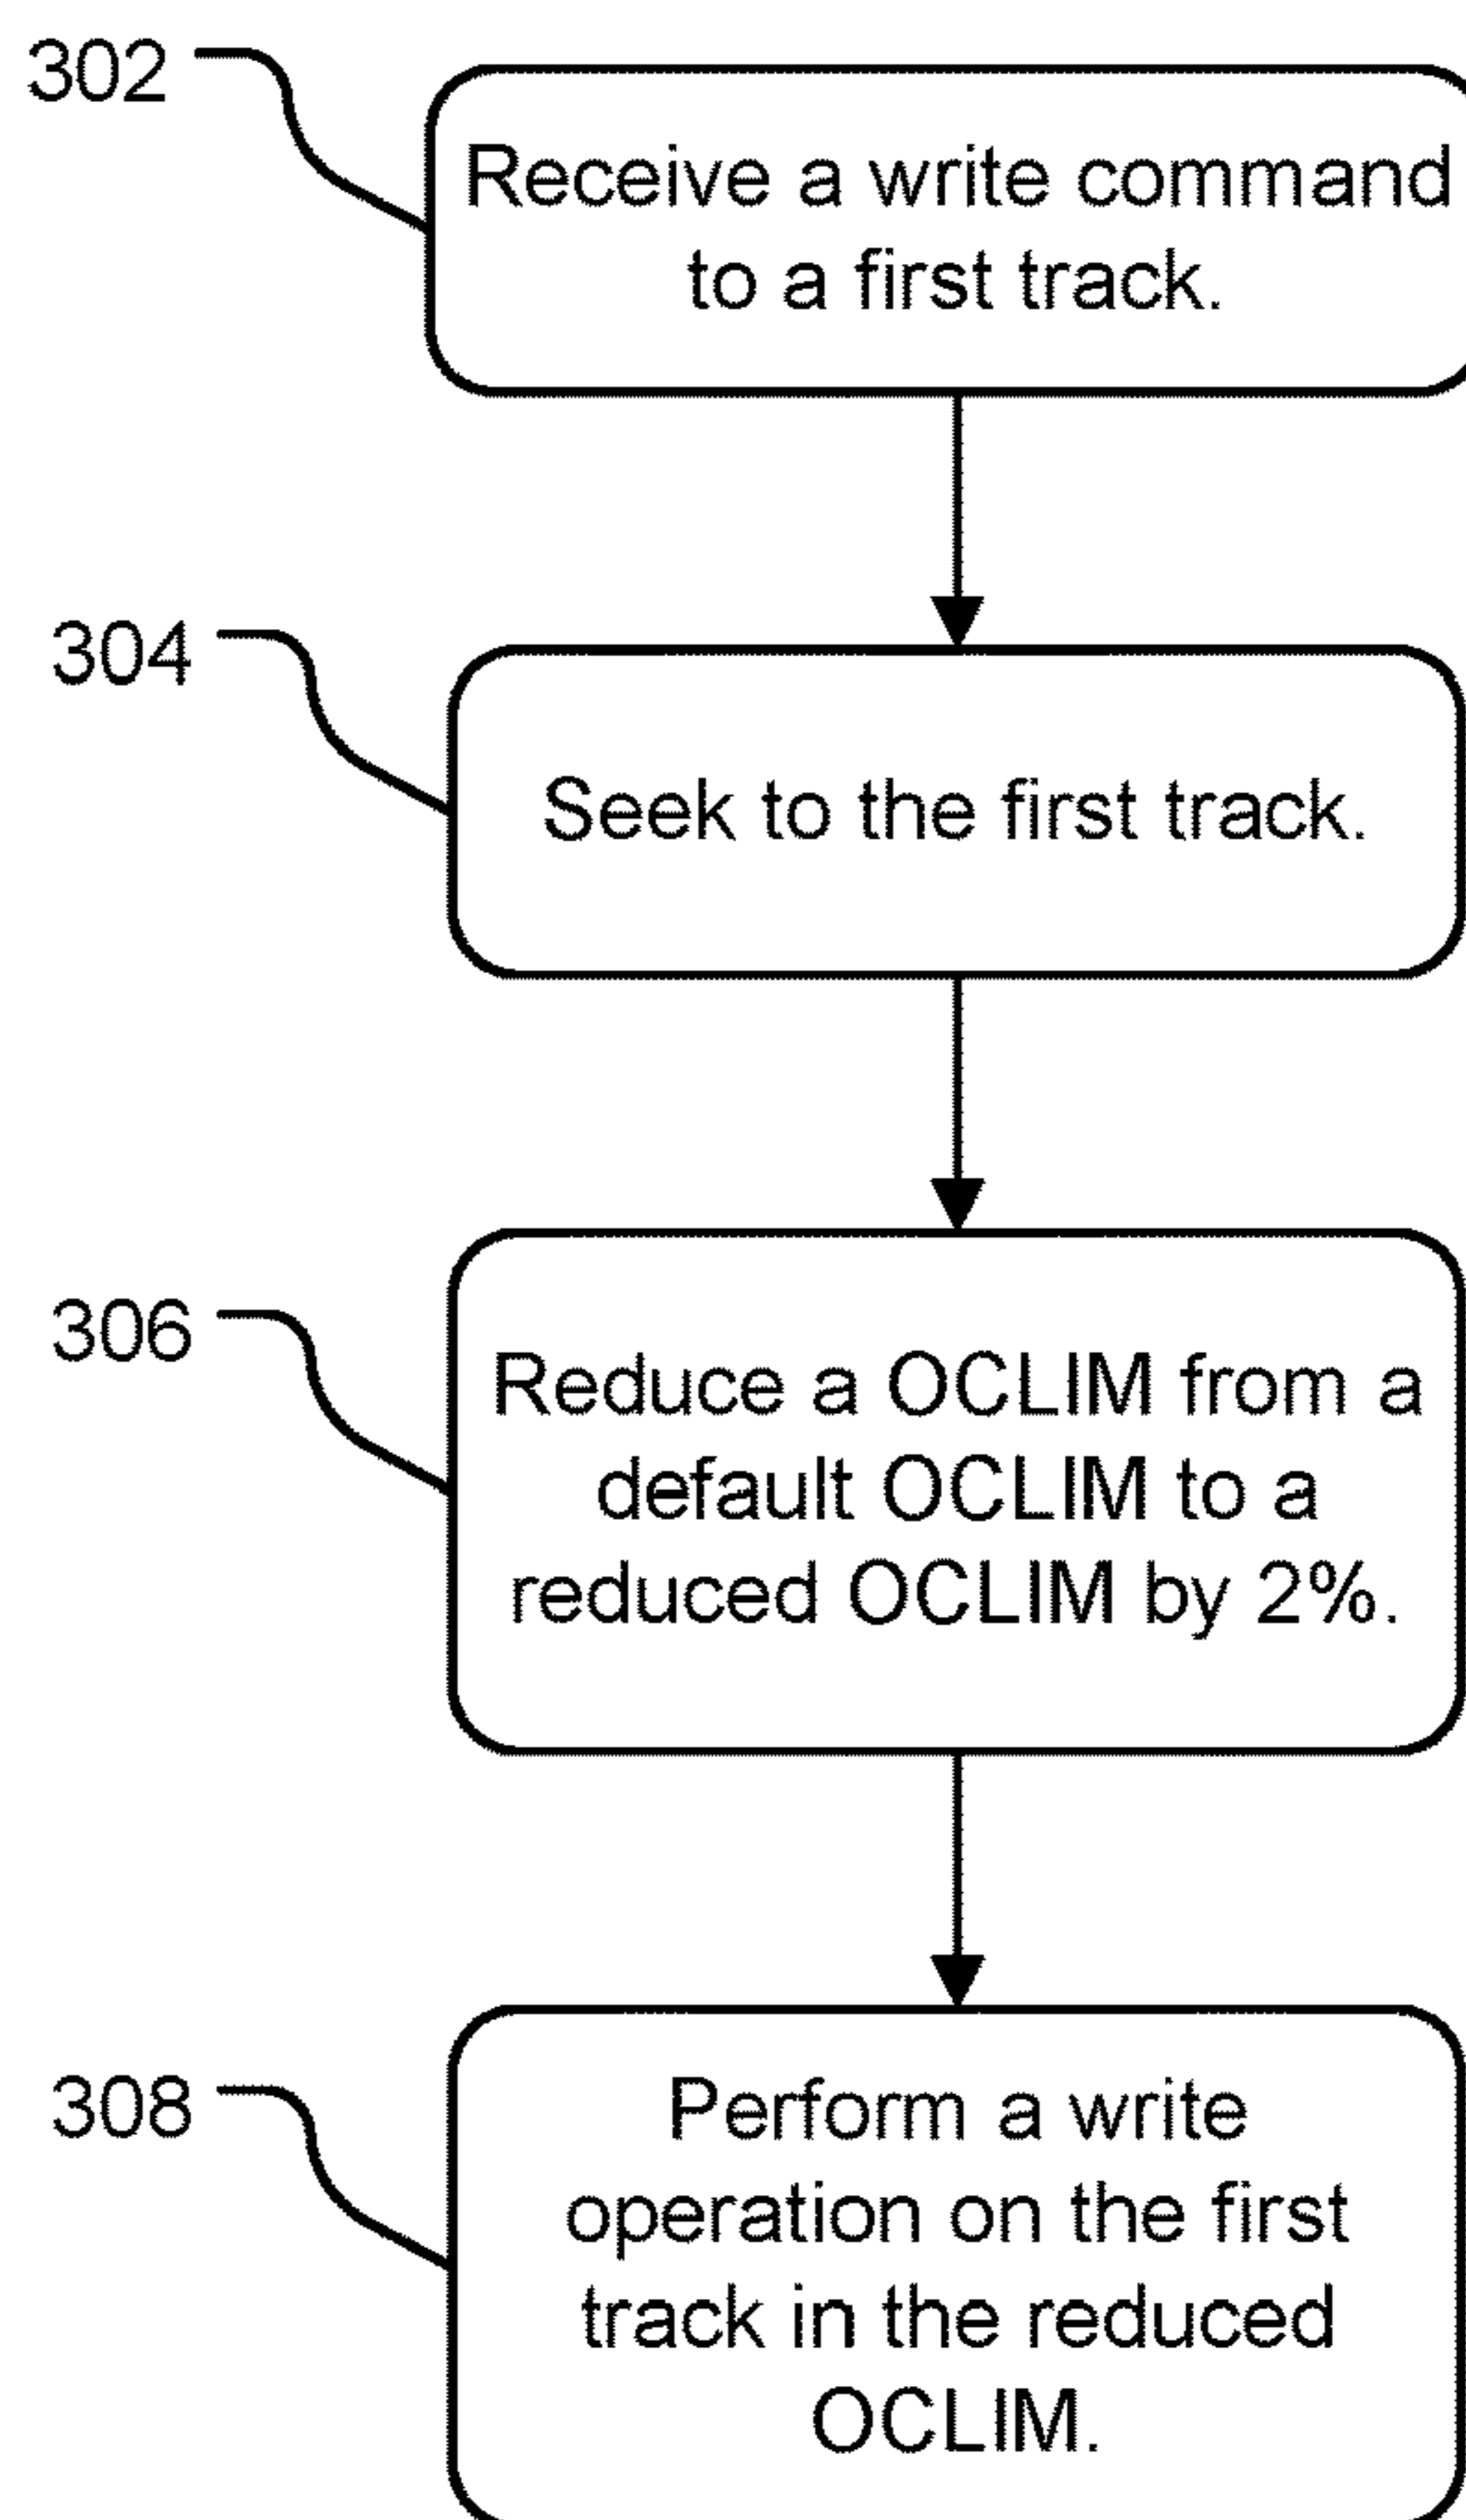 302
Receive a write command
to a first track.
304
Seek to the first track.
306
Reduce a OCLIM from a
default OCLIM to a
reduced OCLIM by 2%.
308
Perform a write
operation on the first
track in the reduced
OCLIM.